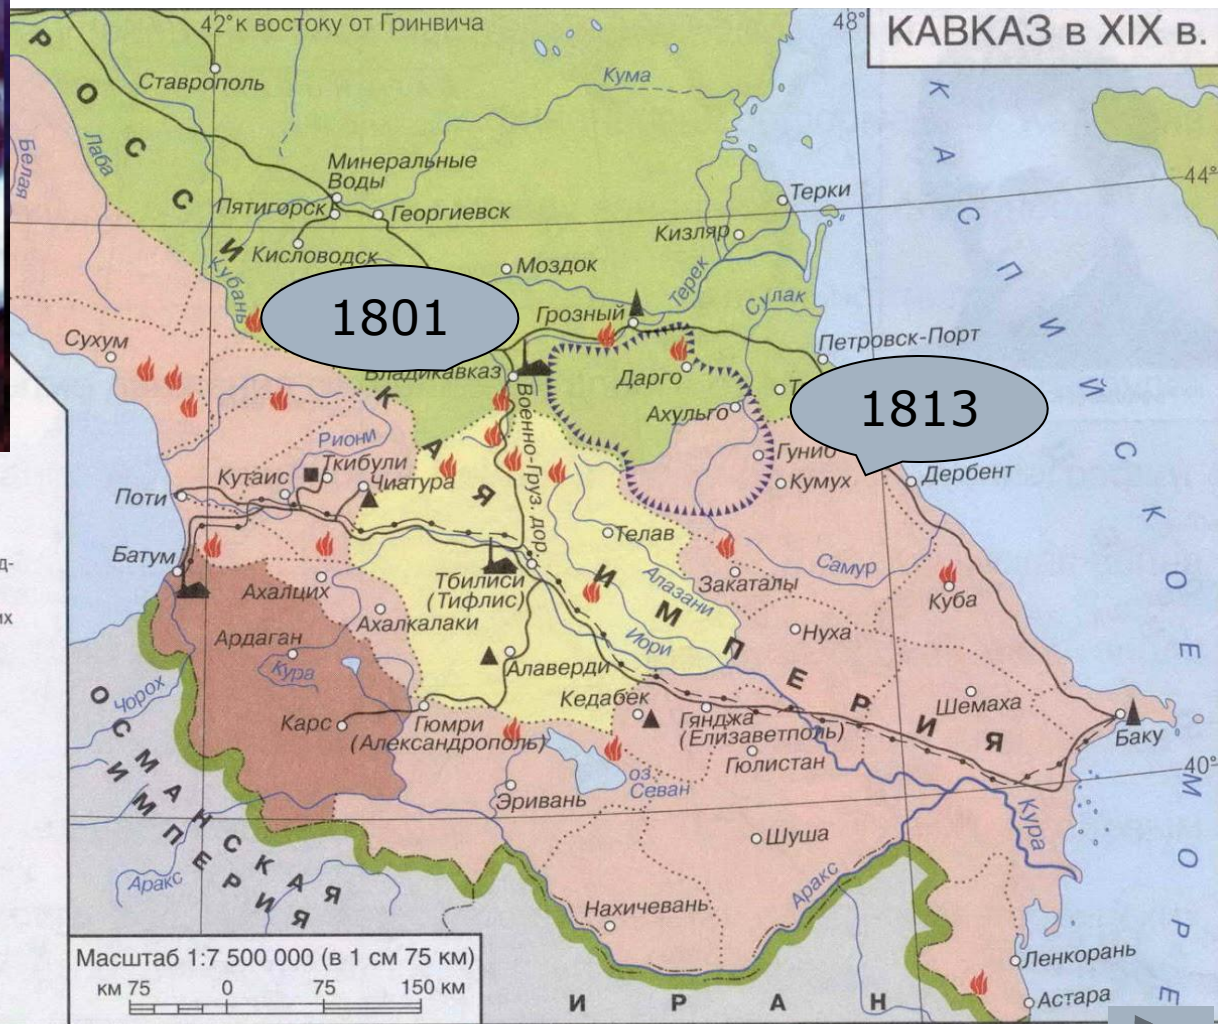 КАВКАЗ в XIX в.
42° к востоку от Гринвича
48°
44°
40°
РОССИЙСКАЯ ИМПЕРИЯ
КАСПИЙСКОЕ МОРЕ
Ставрополь
Кума
Лаба
Белая
Минеральные
Воды
Пятигорск
Георгиевск
Кисловодск
Кубань
Терки
Кизляр
Моздок
Терек
Сулак
Грозный
1801
Сухум
Петровск-Порт
Владикавказ
Дарго
1813
Ахульго
Военно-Груз. дор.
Риони
Гуниб
Кумух
Дербент
Ткибули
Кутаис
Чиатура
Поти
Телав
Батум
Самур
Закаталы
Алазани
Тбилиси
(Тифлис)
Ахалцих
Ахалкалаки
Куба
Нуха
Иори
Ардаган
Кура
Алаверди
Чорох
Кедабек
Шемаха
Карс
Гюмри
(Александрополь)
Гянджа
(Елизаветполь)
Гюлистан
Баку
оз.
Севан
Эривань
Кура
Шуша
ОСМАНСКАЯ
ИМПЕРИЯ
Аракс
Аракс
Нахичевань
Ленкорань
Астара
ИРАН
Масштаб 1:7 500 000 (в 1 см 75 км)
км 75 0 75 150 км
д-
их